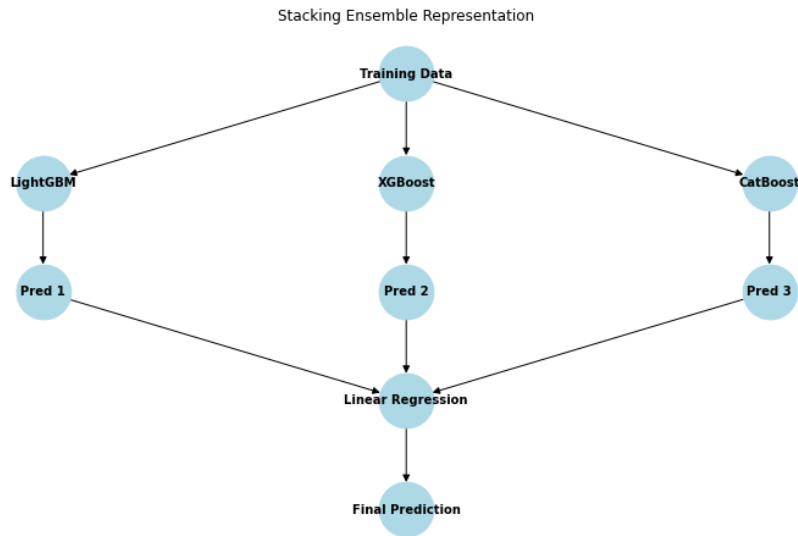 Stacking Ensemble Representation
Training Data
LightGBM
XGBoost
CatBoost
Pred 1
Pred 2
Pred 3
Linear Regression
Final Prediction